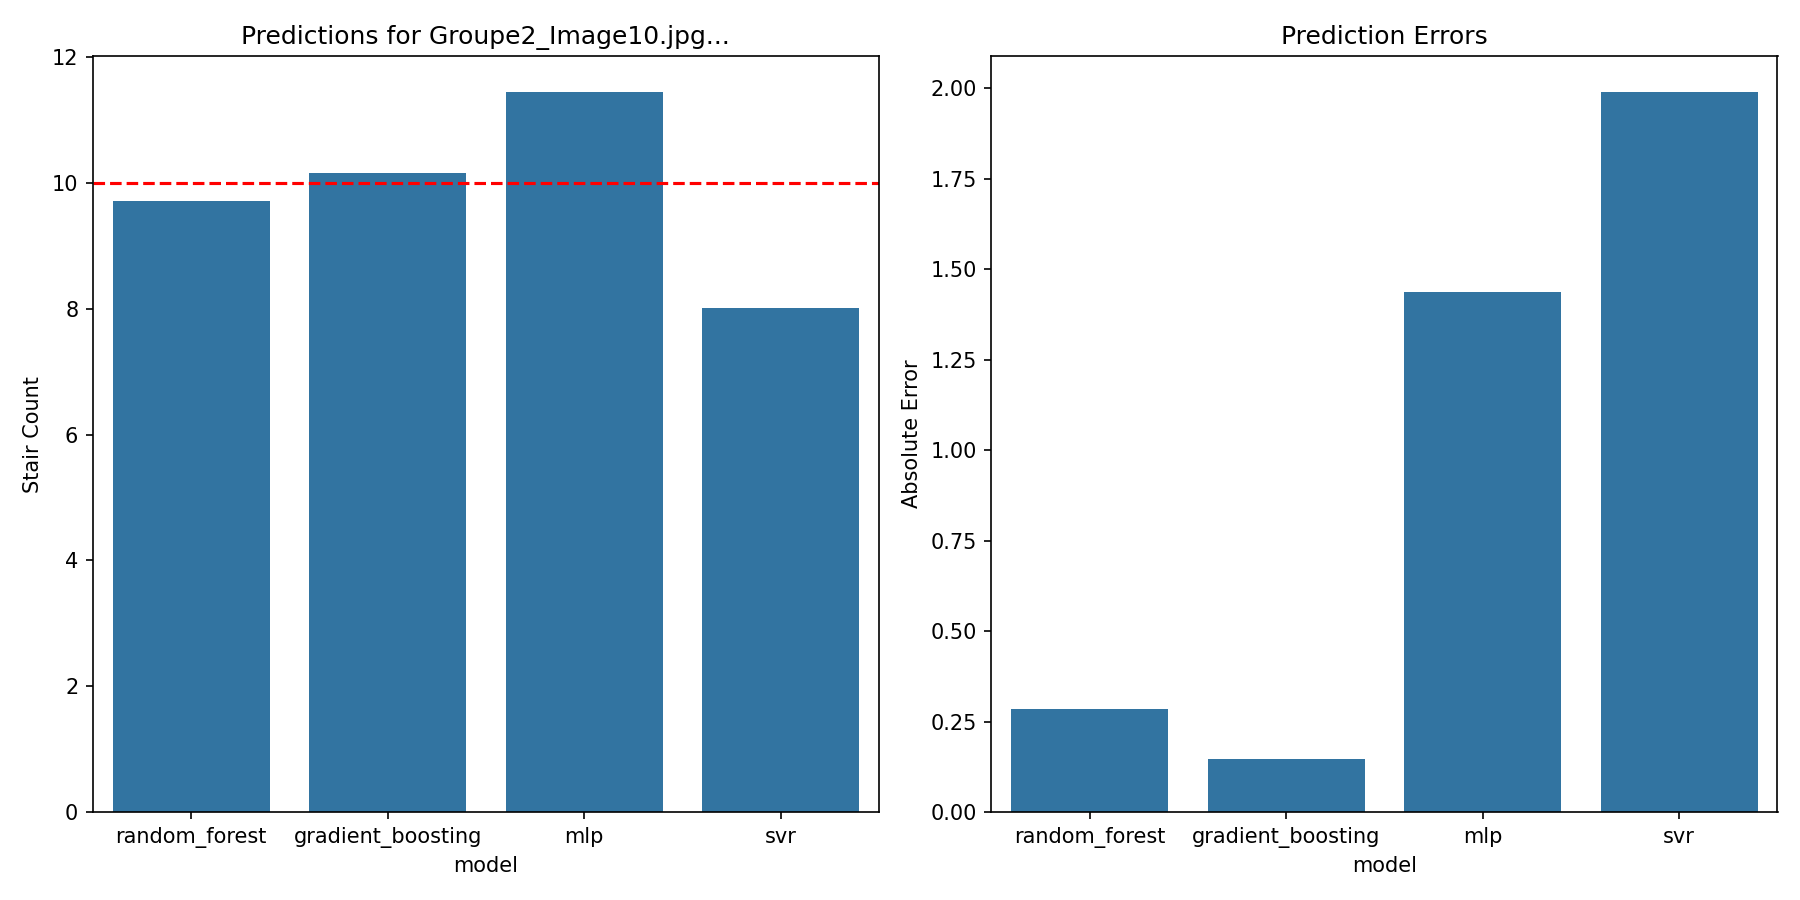 Predictions for Groupe2_Image10.jpg...
12
10
8
6
4
2
0
Stair Count
random_forest gradient_boosting mlp svr
model
Prediction Errors
2.00
1.75
1.50
1.25
1.00
0.75
0.50
0.25
0.00
Absolute Error
random_forest gradient_boosting mlp svr
model